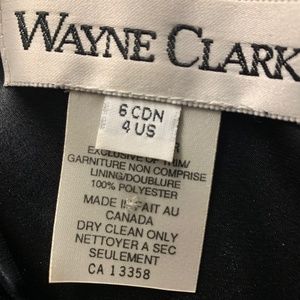 WAYNE CLARK
6 CDN
4 US
EXCLUSIVE OF TRIM/
GARNITURE NON COMPRISE
LINING/DOUBLURE
100% POLYESTER
MADE IN FAIT AU
CANADA
DRY CLEAN ONLY
NETTOYER A SEC
SEULEMENT
CA 13358